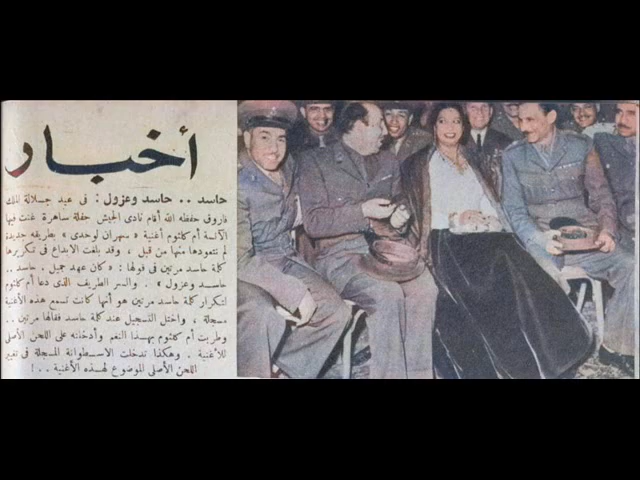 أخبار
حاسد .. حاسد وعزول : فى عيد جلالة الملك
فاروق حفظه الله أقام نادى الجيش حفلة ساهرة غنت فيها
الآنسة أم كلثوم أغنية « سهران لوحدى » بطريقة جديدة
لم نتعودها منها من قبل ، وقد بلغت الابداع فى تكريرها
كلمة حاسد مرتين فى قولها : « كان عهد جميل ، حاسد ..
حاسد وعزول » . والسر الطريف الذى دعا أم كلثوم
لتكرار كلمة حاسد مرتين هو أنها كانت تسمع هذه الأغنية
مسجلة ، واختل التسجيل عند كلمة حاسد فقالها مرتين ..
وطربت أم كلثوم بهذا النغم وأدخلته على اللحن الأصلى
للأغنية . وهكذا تدخلت الاسطوانة المسجلة فى تغيير
اللحن الأصلى الموضوع لهذه الأغنية .. !